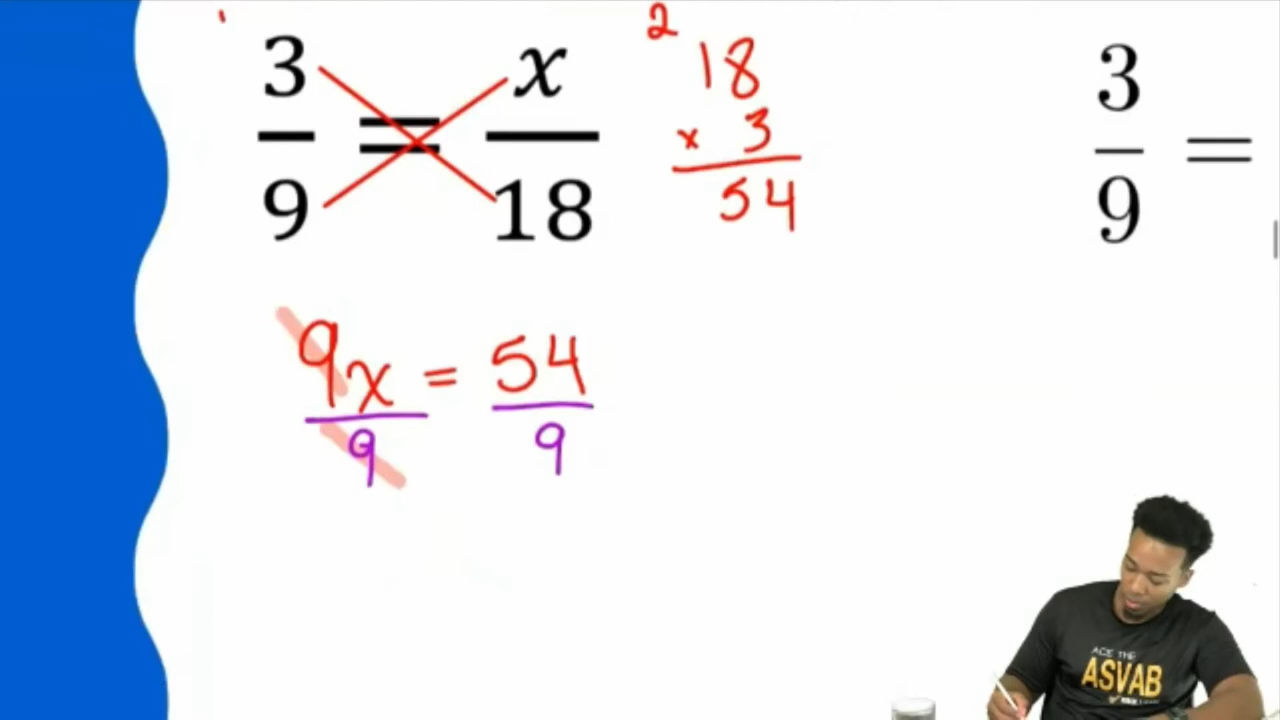 3/9 = x/18
2
18
x 3
54
3/9 =
9x/9 = 54/9
ACE THE
ASVAB